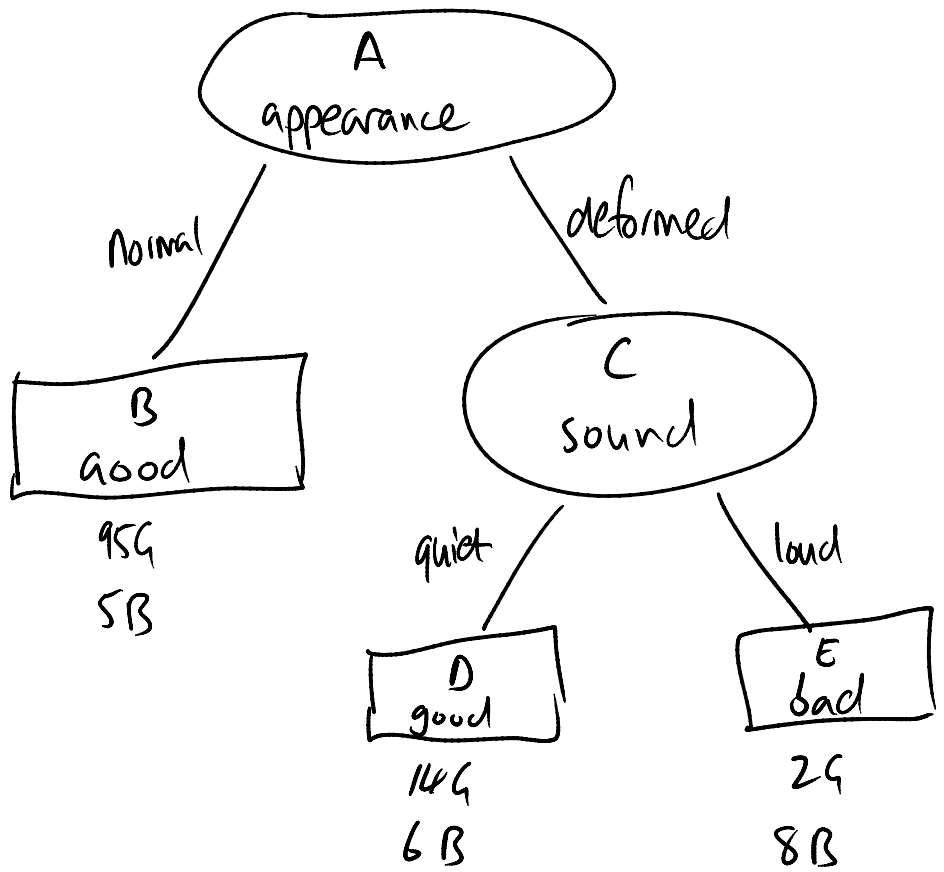 A
appearance
normal
deformed
B
good
95G
5B
C
sound
quiet
loud
D
good
14G
6B
E
bad
2G
8B